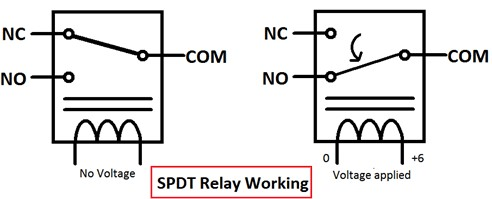 NC
COM
NO
No Voltage
NC
COM
NO
0 +6
Voltage applied
SPDT Relay Working